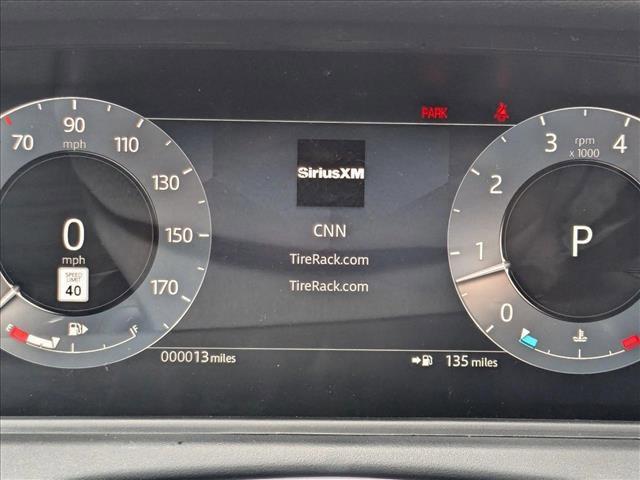 PARK
70
90
mph
110
130
150
170
0
mph
SPEED
LIMIT
40
E
F
SiriusXM
CNN
TireRack.com
TireRack.com
000013 miles
135 miles
3
4
rpm
x 1000
2
1
0
P